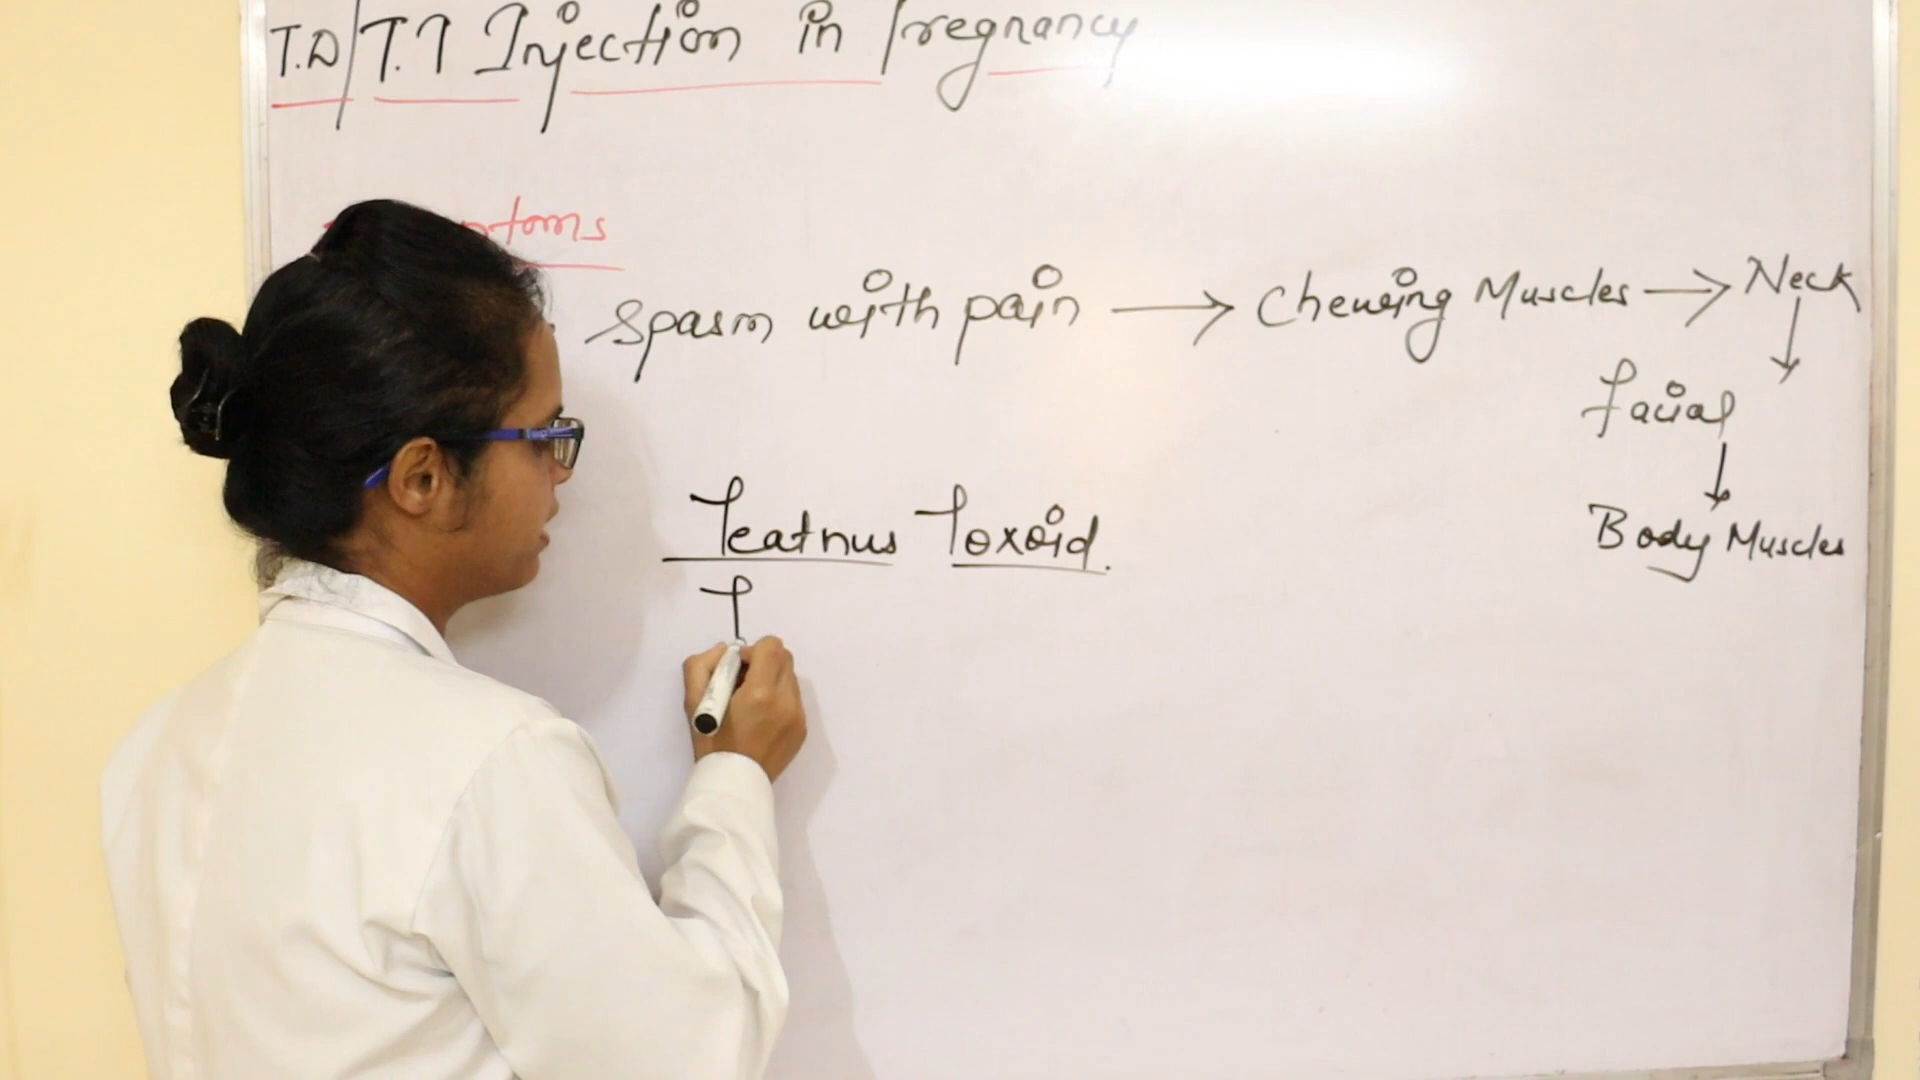 T.D/T.T Injection in Pregnancy
Spasm with pain → Chewing Muscles → Neck
↓
facial
↓
Body Muscles
Teatnus Toxoid.
T